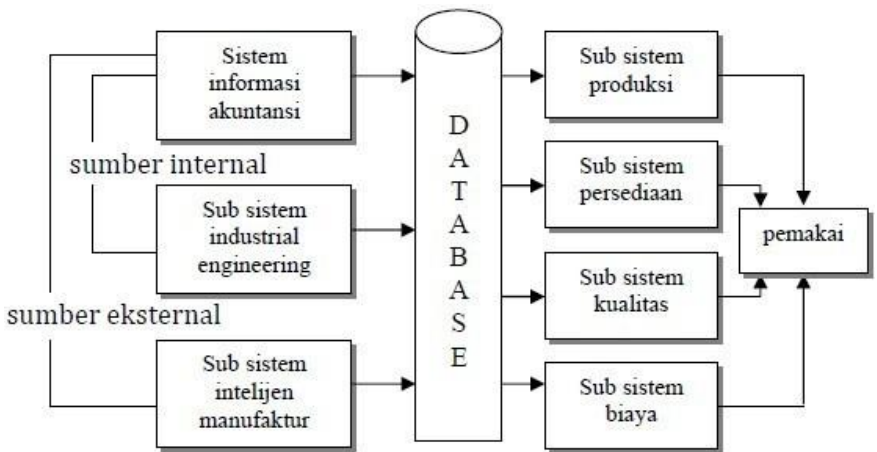 Sistem
informasi
akuntansi
sumber internal
Sub sistem
industrial
engineering
sumber eksternal
Sub sistem
intelijen
manufaktur
D
A
T
A
B
A
S
E
Sub sistem
produksi
Sub sistem
persediaan
Sub sistem
kualitas
Sub sistem
biaya
pemakai